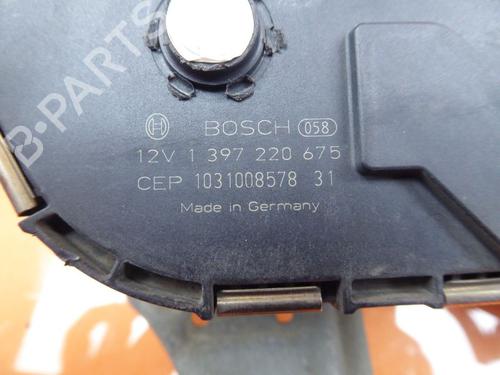 B-PARTS
BOSCH 058
12V 1 397 220 675
CEP 1031008578 31
Made in Germany